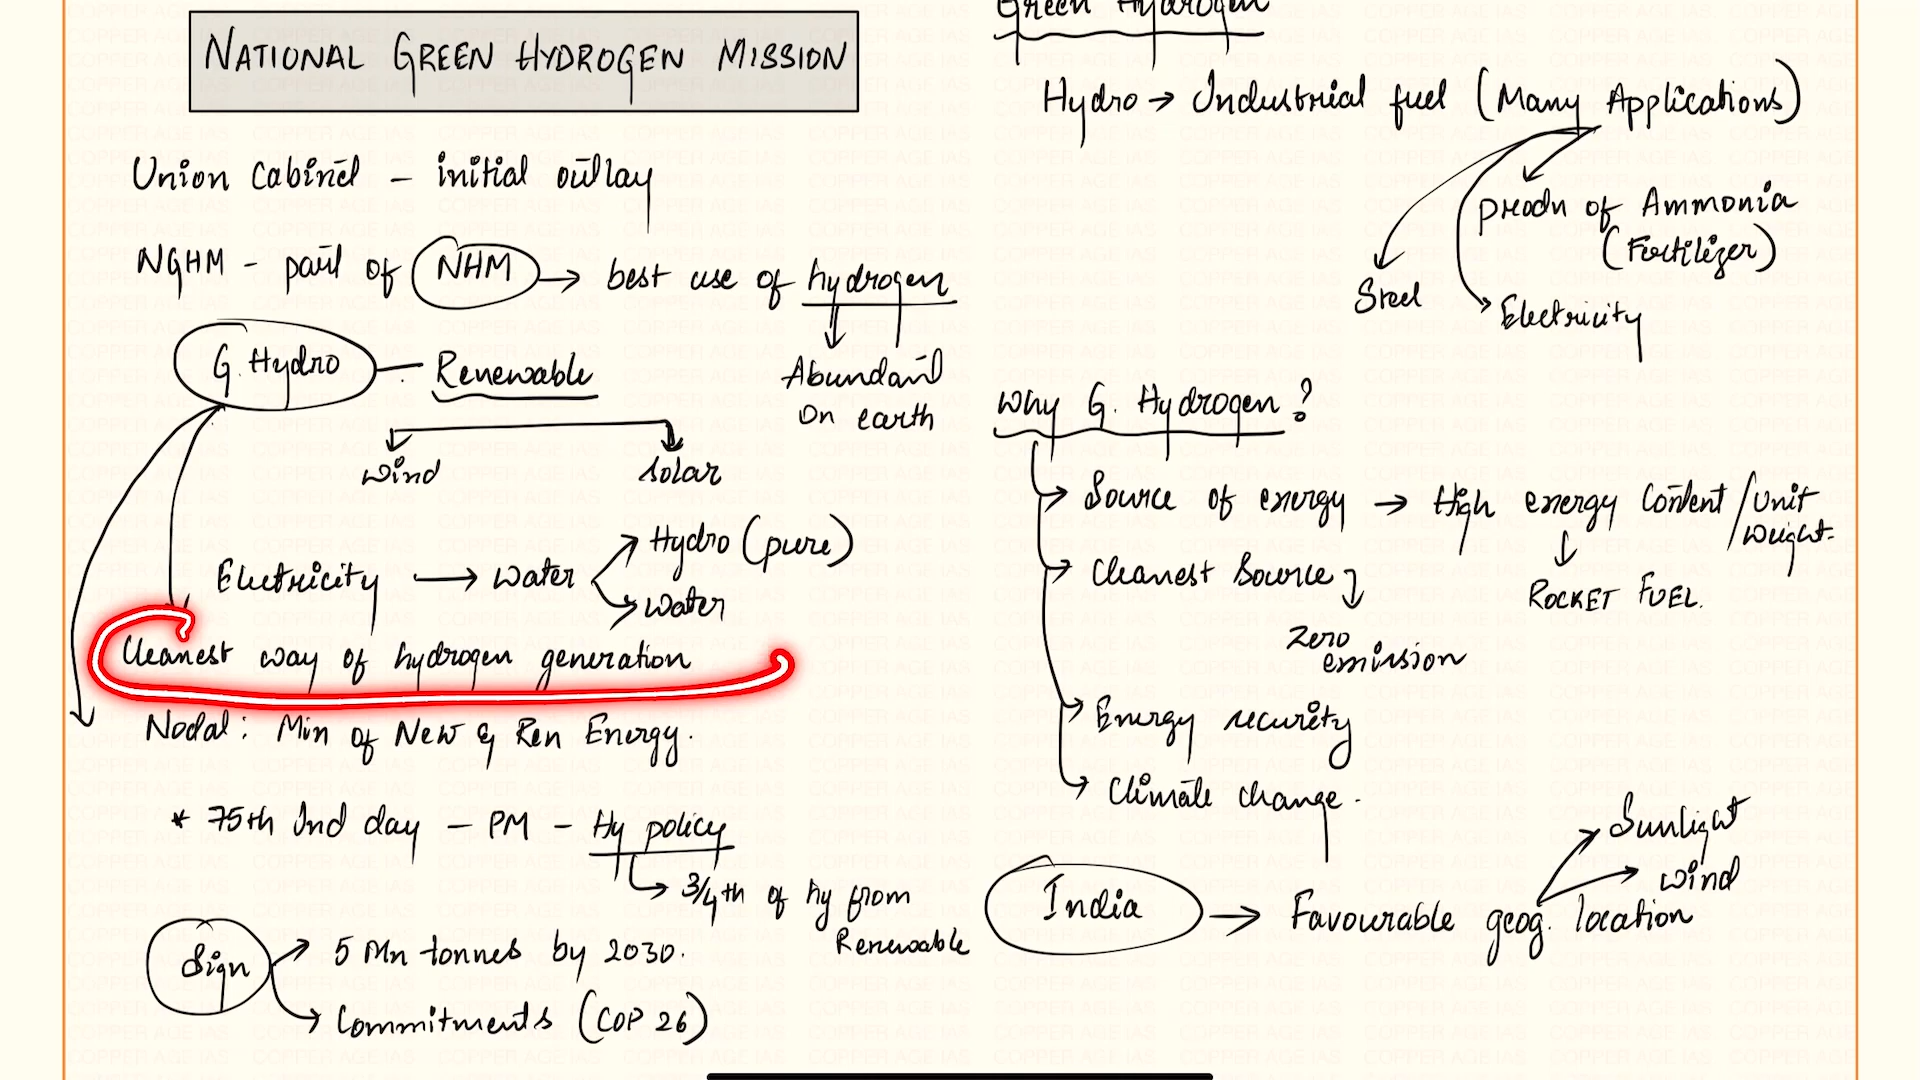 NATIONAL GREEN HYDROGEN MISSION
Union Cabinet – initial outlay
NGHM – part of NHM → best use of hydrogen
Abundant
on earth
G. Hydro – Renewable
wind
solar
Electricity → water
Hydro (pure)
water
Cleanest way of hydrogen generation
Nodal: Min of New & Ren Energy.
* 75th Ind day – PM – Hy policy
→ 3/4th of hy from
Renewable
Sign
5 Mn tonnes by 2030.
Commitments (COP 26)
Green Hydrogen
Hydro → Industrial fuel (Many Applications)
prodn of Ammonia
(Fertilizer)
Steel
Electricity
Why G. Hydrogen?
Source of energy → High energy Content / Unit
weight.
ROCKET FUEL.
Cleanest Source
Zero
emission
Energy security
Climate change.
India → Favourable geog. location
Sunlight
wind
COPPER AGE IAS